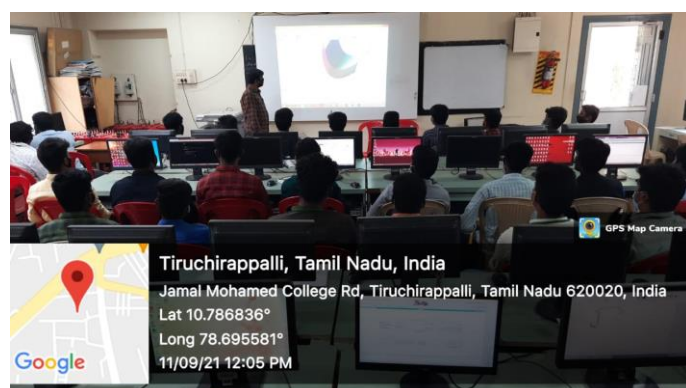 GPS Map Camera
Tiruchirappalli, Tamil Nadu, India
Jamal Mohamed College Rd, Tiruchirappalli, Tamil Nadu 620020, India
Lat 10.786836°
Long 78.695581°
11/09/21 12:05 PM
Google